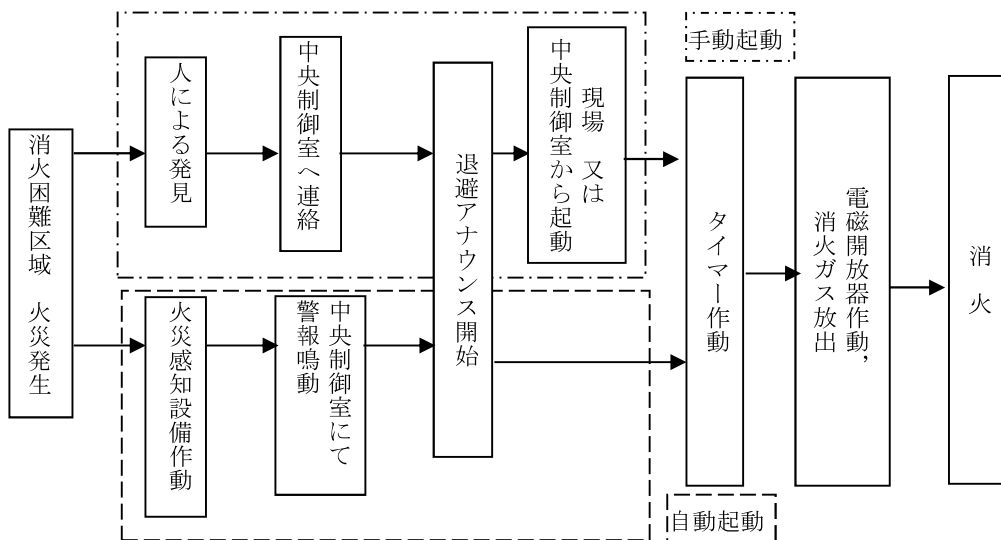 消火困難区域　火災発生
人による発見
中央制御室へ連絡
退避アナウンス開始
現場　又は
中央制御室から起動
手動起動
火災感知設備作動
中央制御室にて
警報鳴動
自動起動
タイマー作動
電磁開放器作動，
消火ガス放出
消　火